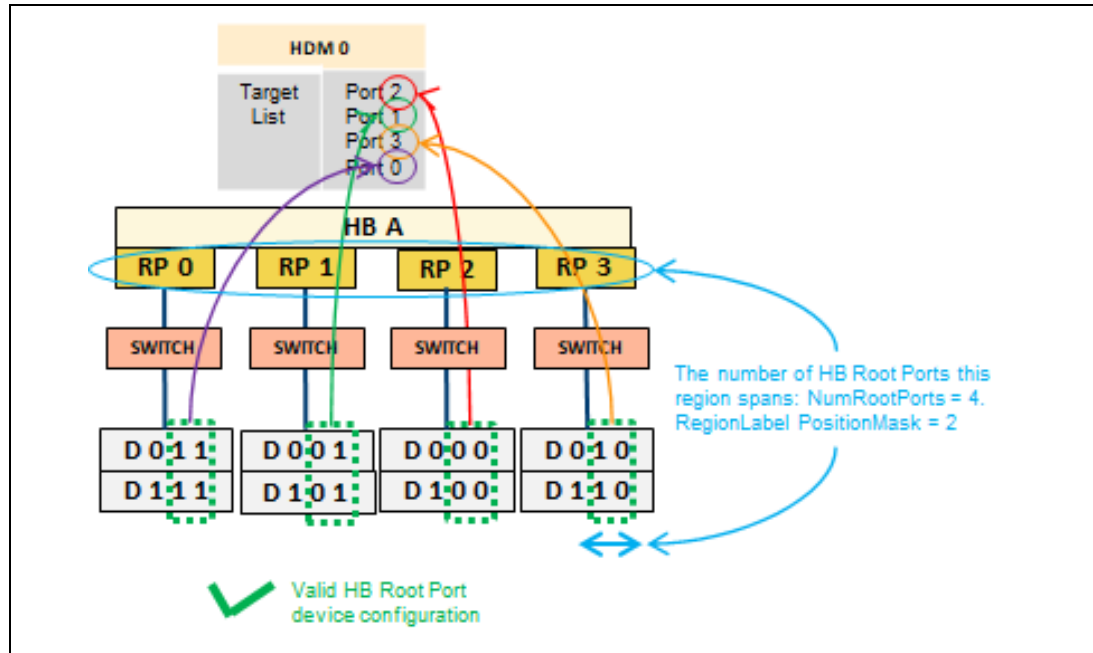 HDM 0
Target
List
Port 2
Port 1
Port 3
Port 0
HB A
RP 0
RP 1
RP 2
RP 3
SWITCH
SWITCH
SWITCH
SWITCH
The number of HB Root Ports this
region spans: NumRootPorts = 4.
RegionLabel PositionMask = 2
D 0 1 1
D 0 0 1
D 0 0 0
D 0 1 0
D 1 1 1
D 1 0 1
D 1 0 0
D 1 1 0
Valid HB Root Port
device configuration